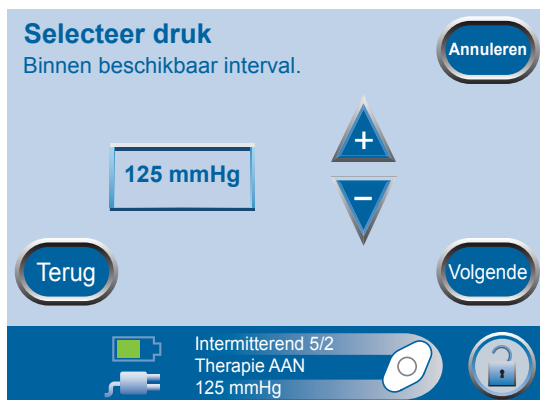 Selecteer druk
Annuleren
Binnen beschikbaar interval.
+
125 mmHg
−
Terug
Volgende
Intermitterend 5/2
Therapie AAN
125 mmHg